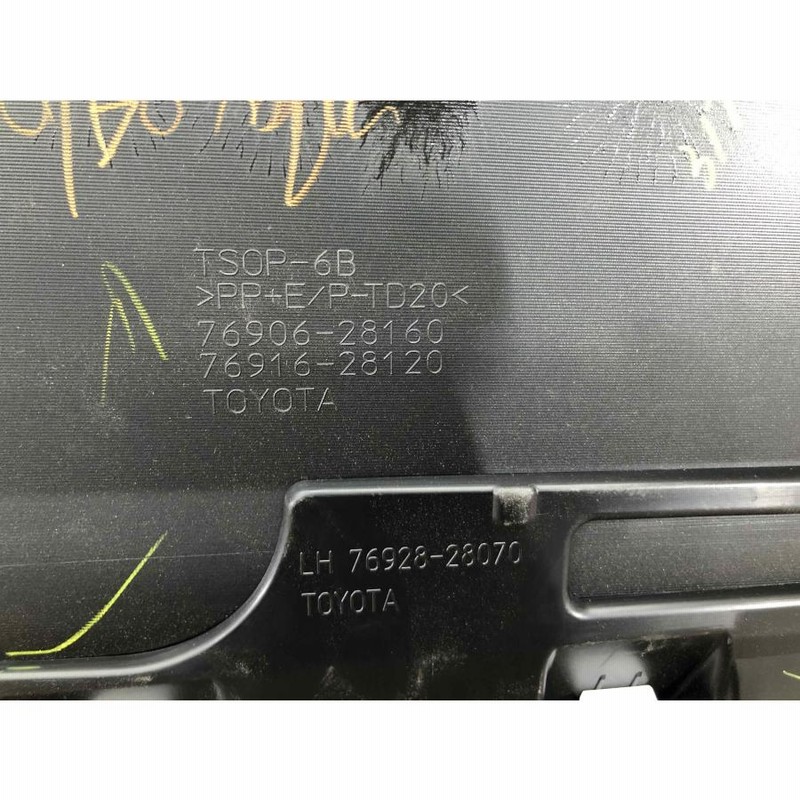 TSOP-6B
>PP+E/P-TD20<
76906-28160
76916-28120
TOYOTA
LH 76928-28070
TOYOTA